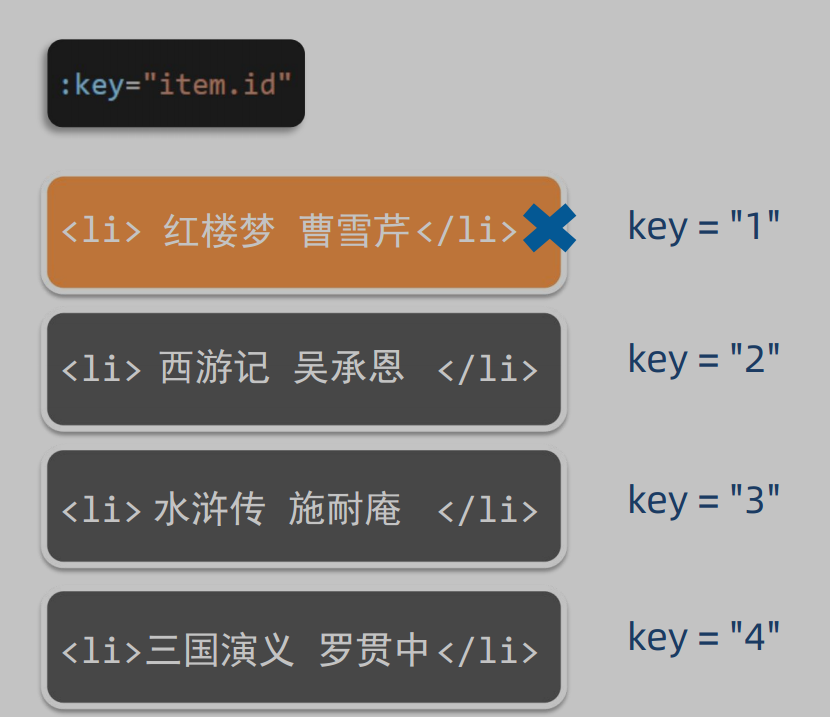 :key="item.id"
<li> 红楼梦 曹雪芹</li> key = "1"
<li> 西游记 吴承恩 </li> key = "2"
<li> 水浒传 施耐庵 </li> key = "3"
<li>三国演义 罗贯中</li> key = "4"